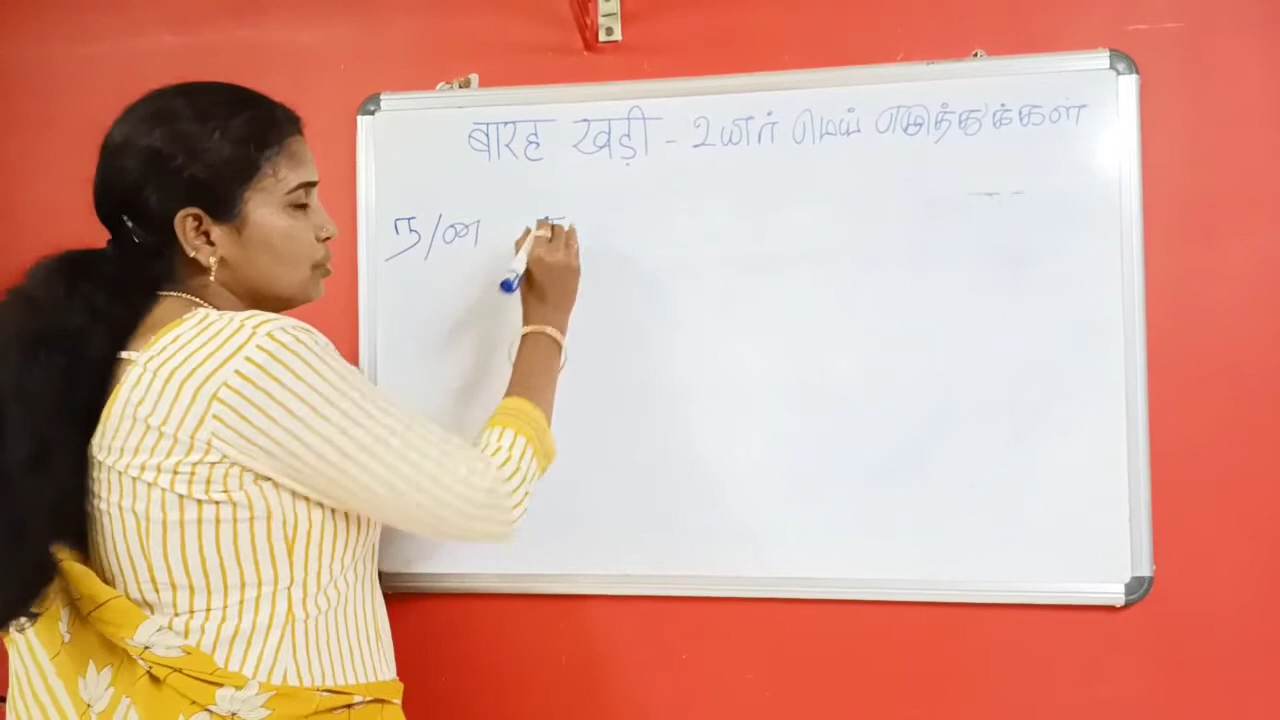 बारह खड़ी - உயிர் மெய் எழுத்துக்கள்
ந/ன